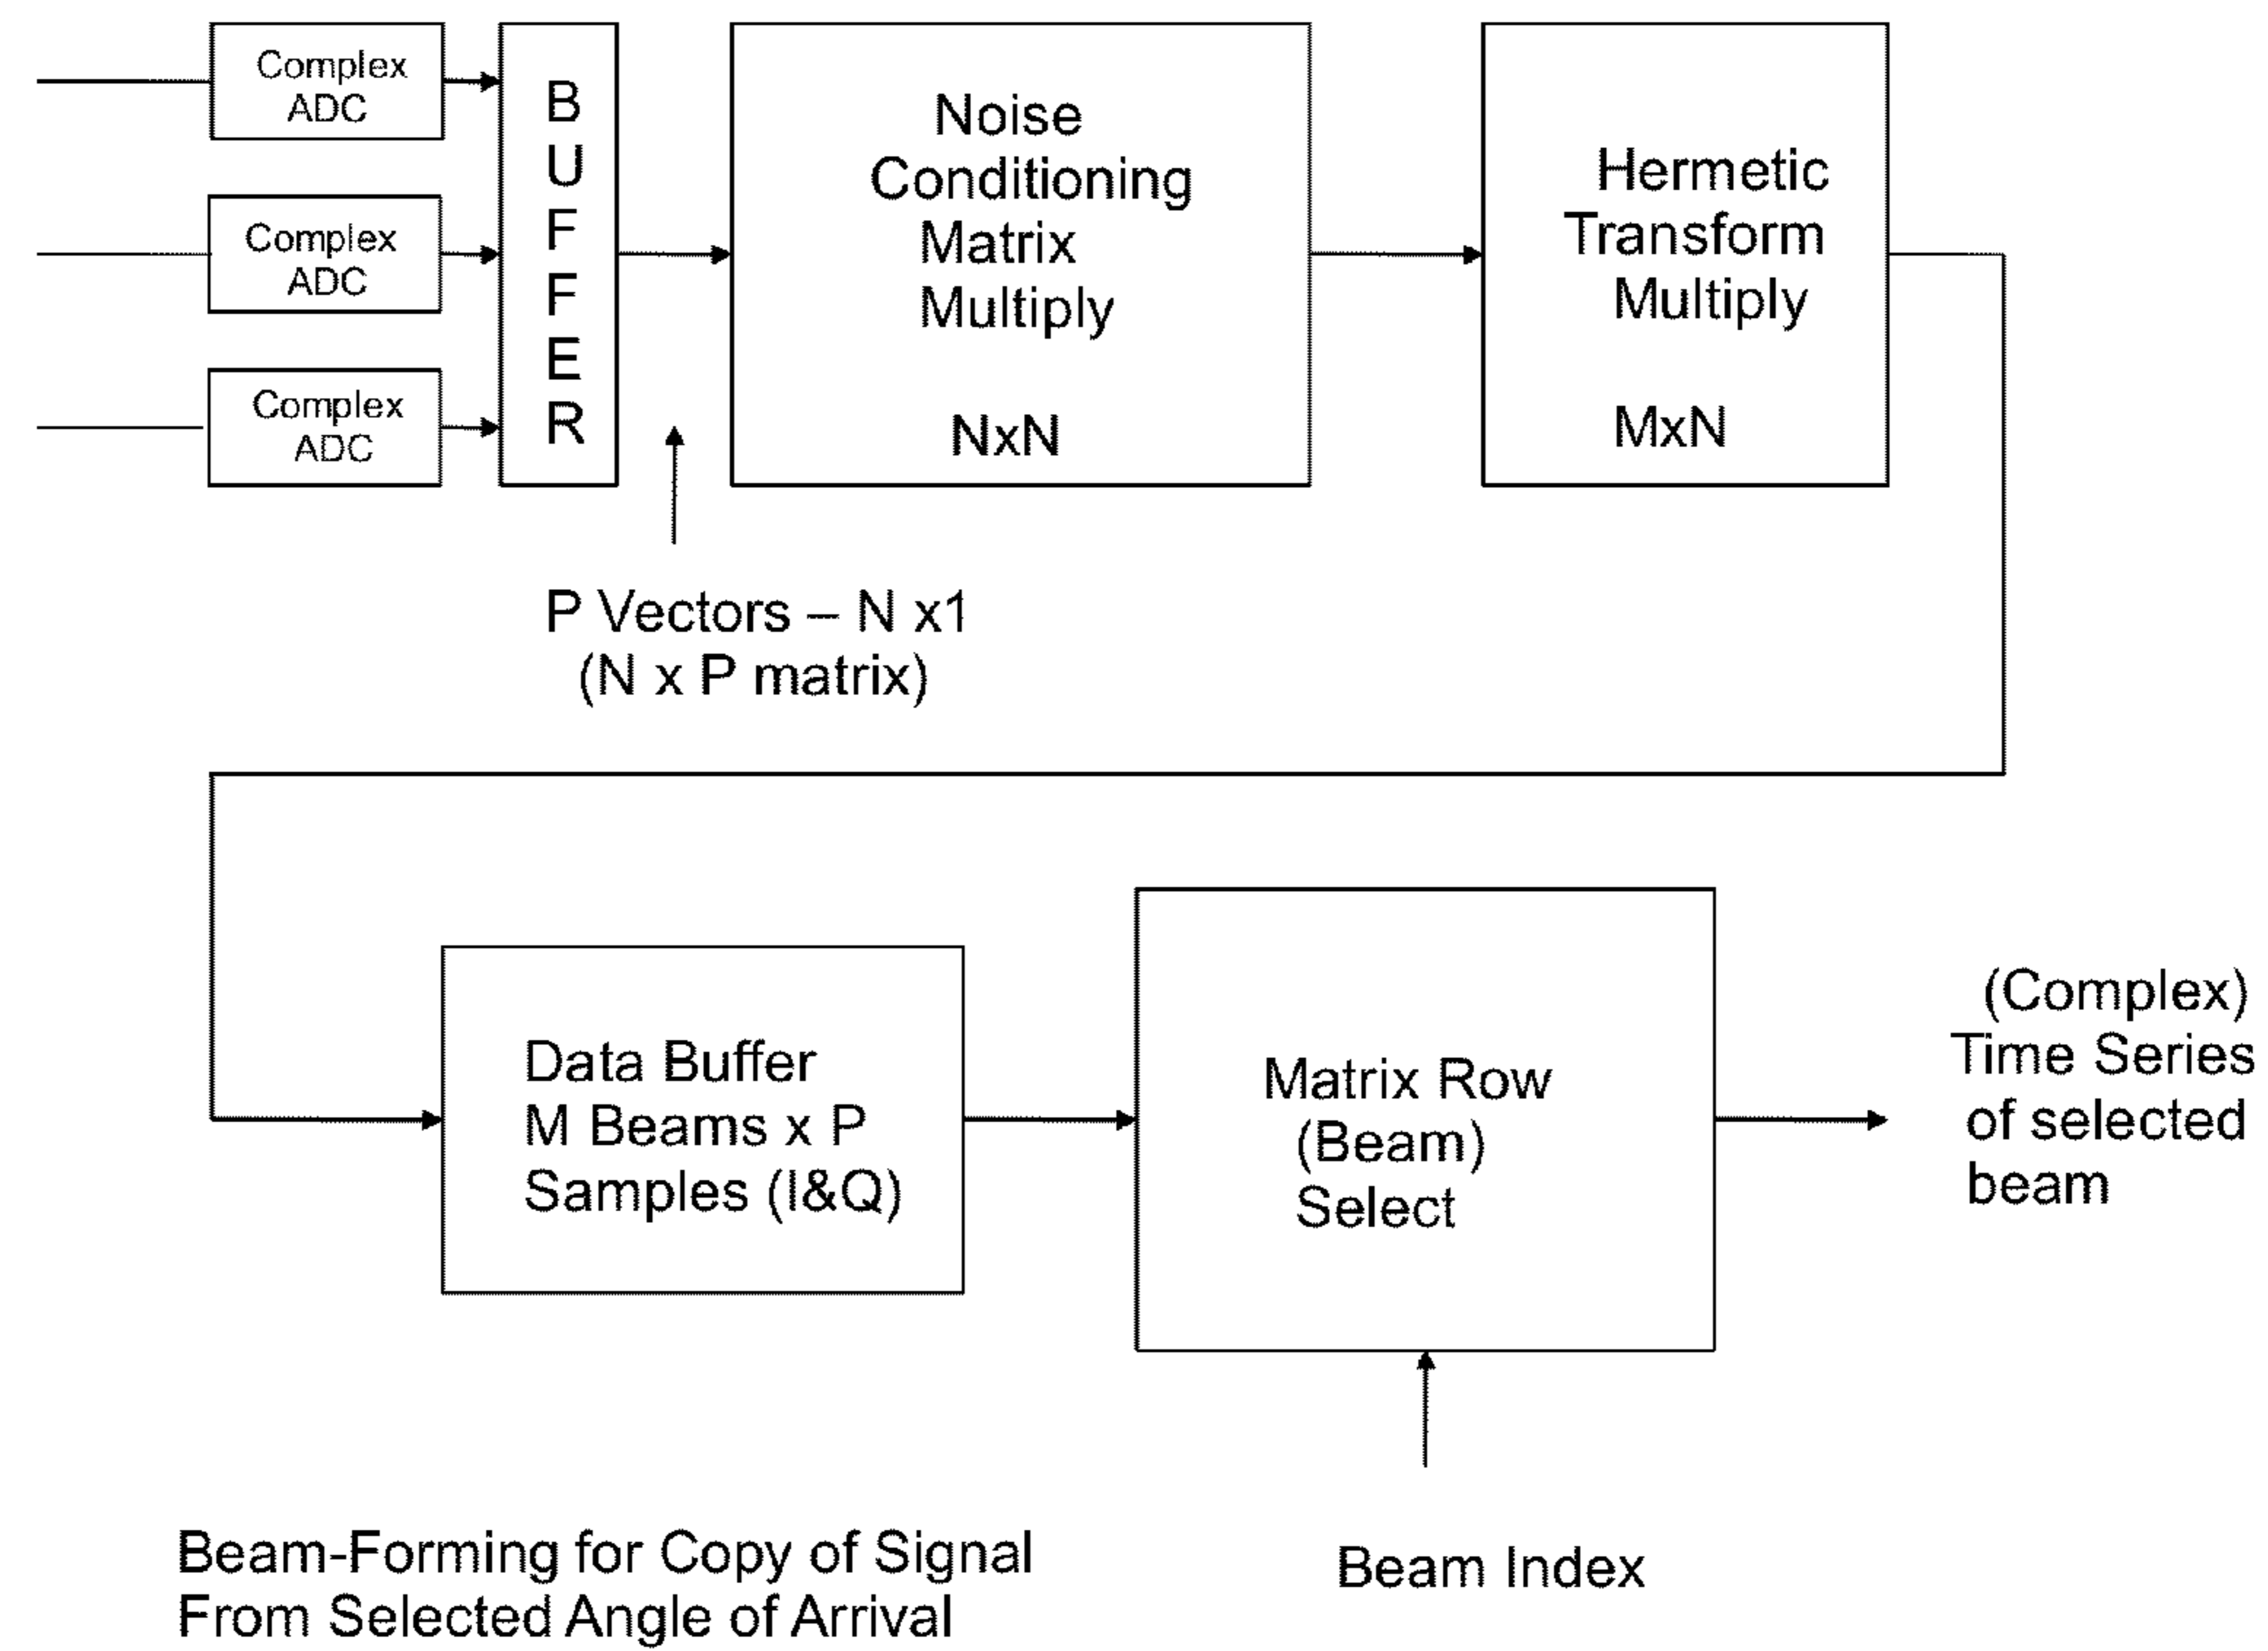 Complex
ADC
Complex
ADC
Complex
ADC
B
U
F
F
E
R
Noise
Conditioning
Matrix
Multiply
NxN
Hermetic
Transform
Multiply
MxN
P Vectors – N x1
(N x P matrix)
Data Buffer
M Beams x P
Samples (I&Q)
Matrix Row
(Beam)
Select
(Complex)
Time Series
of selected
beam
Beam Index
Beam-Forming for Copy of Signal
From Selected Angle of Arrival